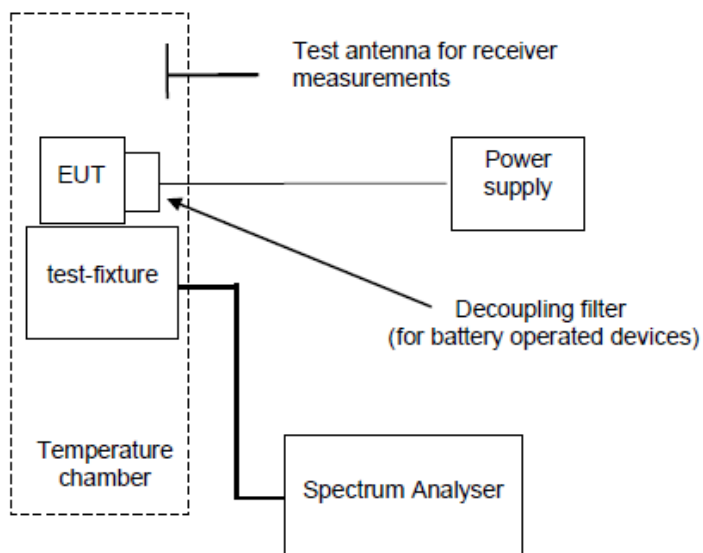 Test antenna for receiver
measurements
EUT
Power
supply
test-fixture
Decoupling filter
(for battery operated devices)
Temperature
chamber
Spectrum Analyser